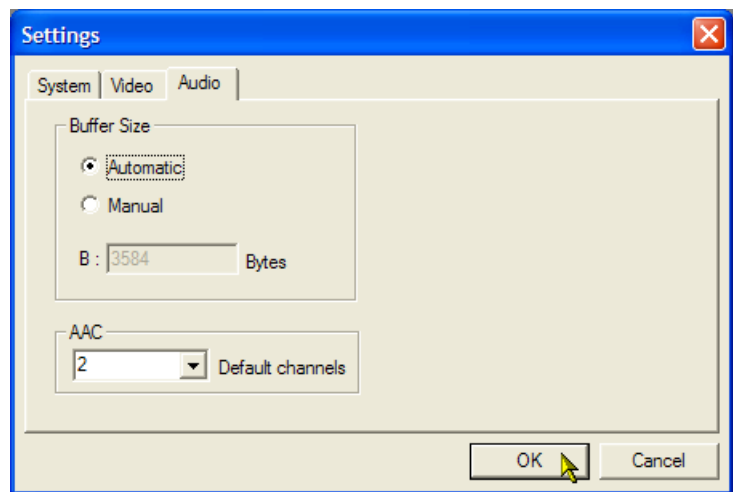 Settings
System Video Audio
Buffer Size
Automatic
Manual
B : 3584 Bytes
AAC
2 Default channels
OK Cancel